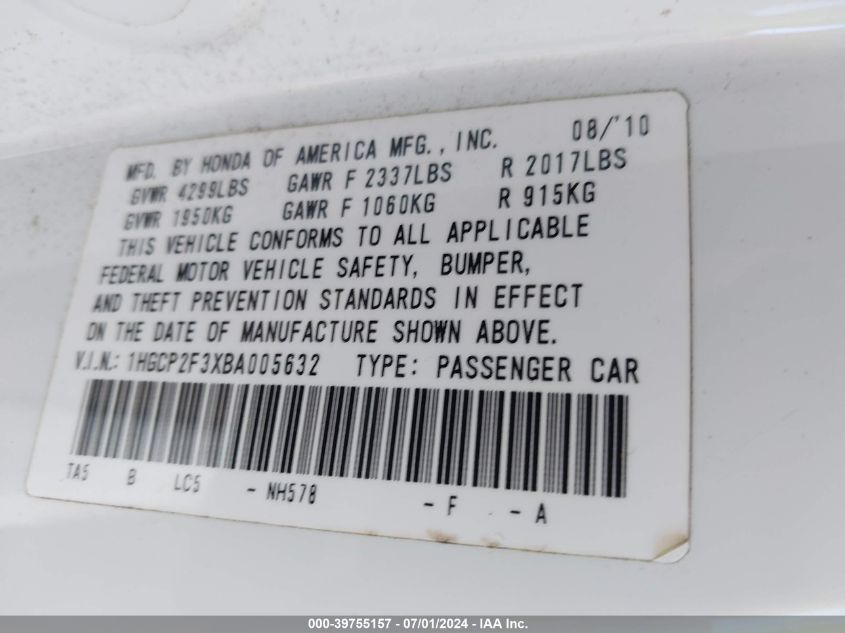 MFD. BY HONDA OF AMERICA MFG., INC. 08/'10
GVWR 4299LBS GAWR F 2337LBS R 2017LBS
GVWR 1950KG GAWR F 1060KG R 915KG
THIS VEHICLE CONFORMS TO ALL APPLICABLE
FEDERAL MOTOR VEHICLE SAFETY, BUMPER,
AND THEFT PREVENTION STANDARDS IN EFFECT
ON THE DATE OF MANUFACTURE SHOWN ABOVE.
V.I.N.: 1HGCP2F3XBA005632 TYPE: PASSENGER CAR
TA5 B LC5 - NH578 - F - A
000-39755157 - 07/01/2024 - IAA Inc.